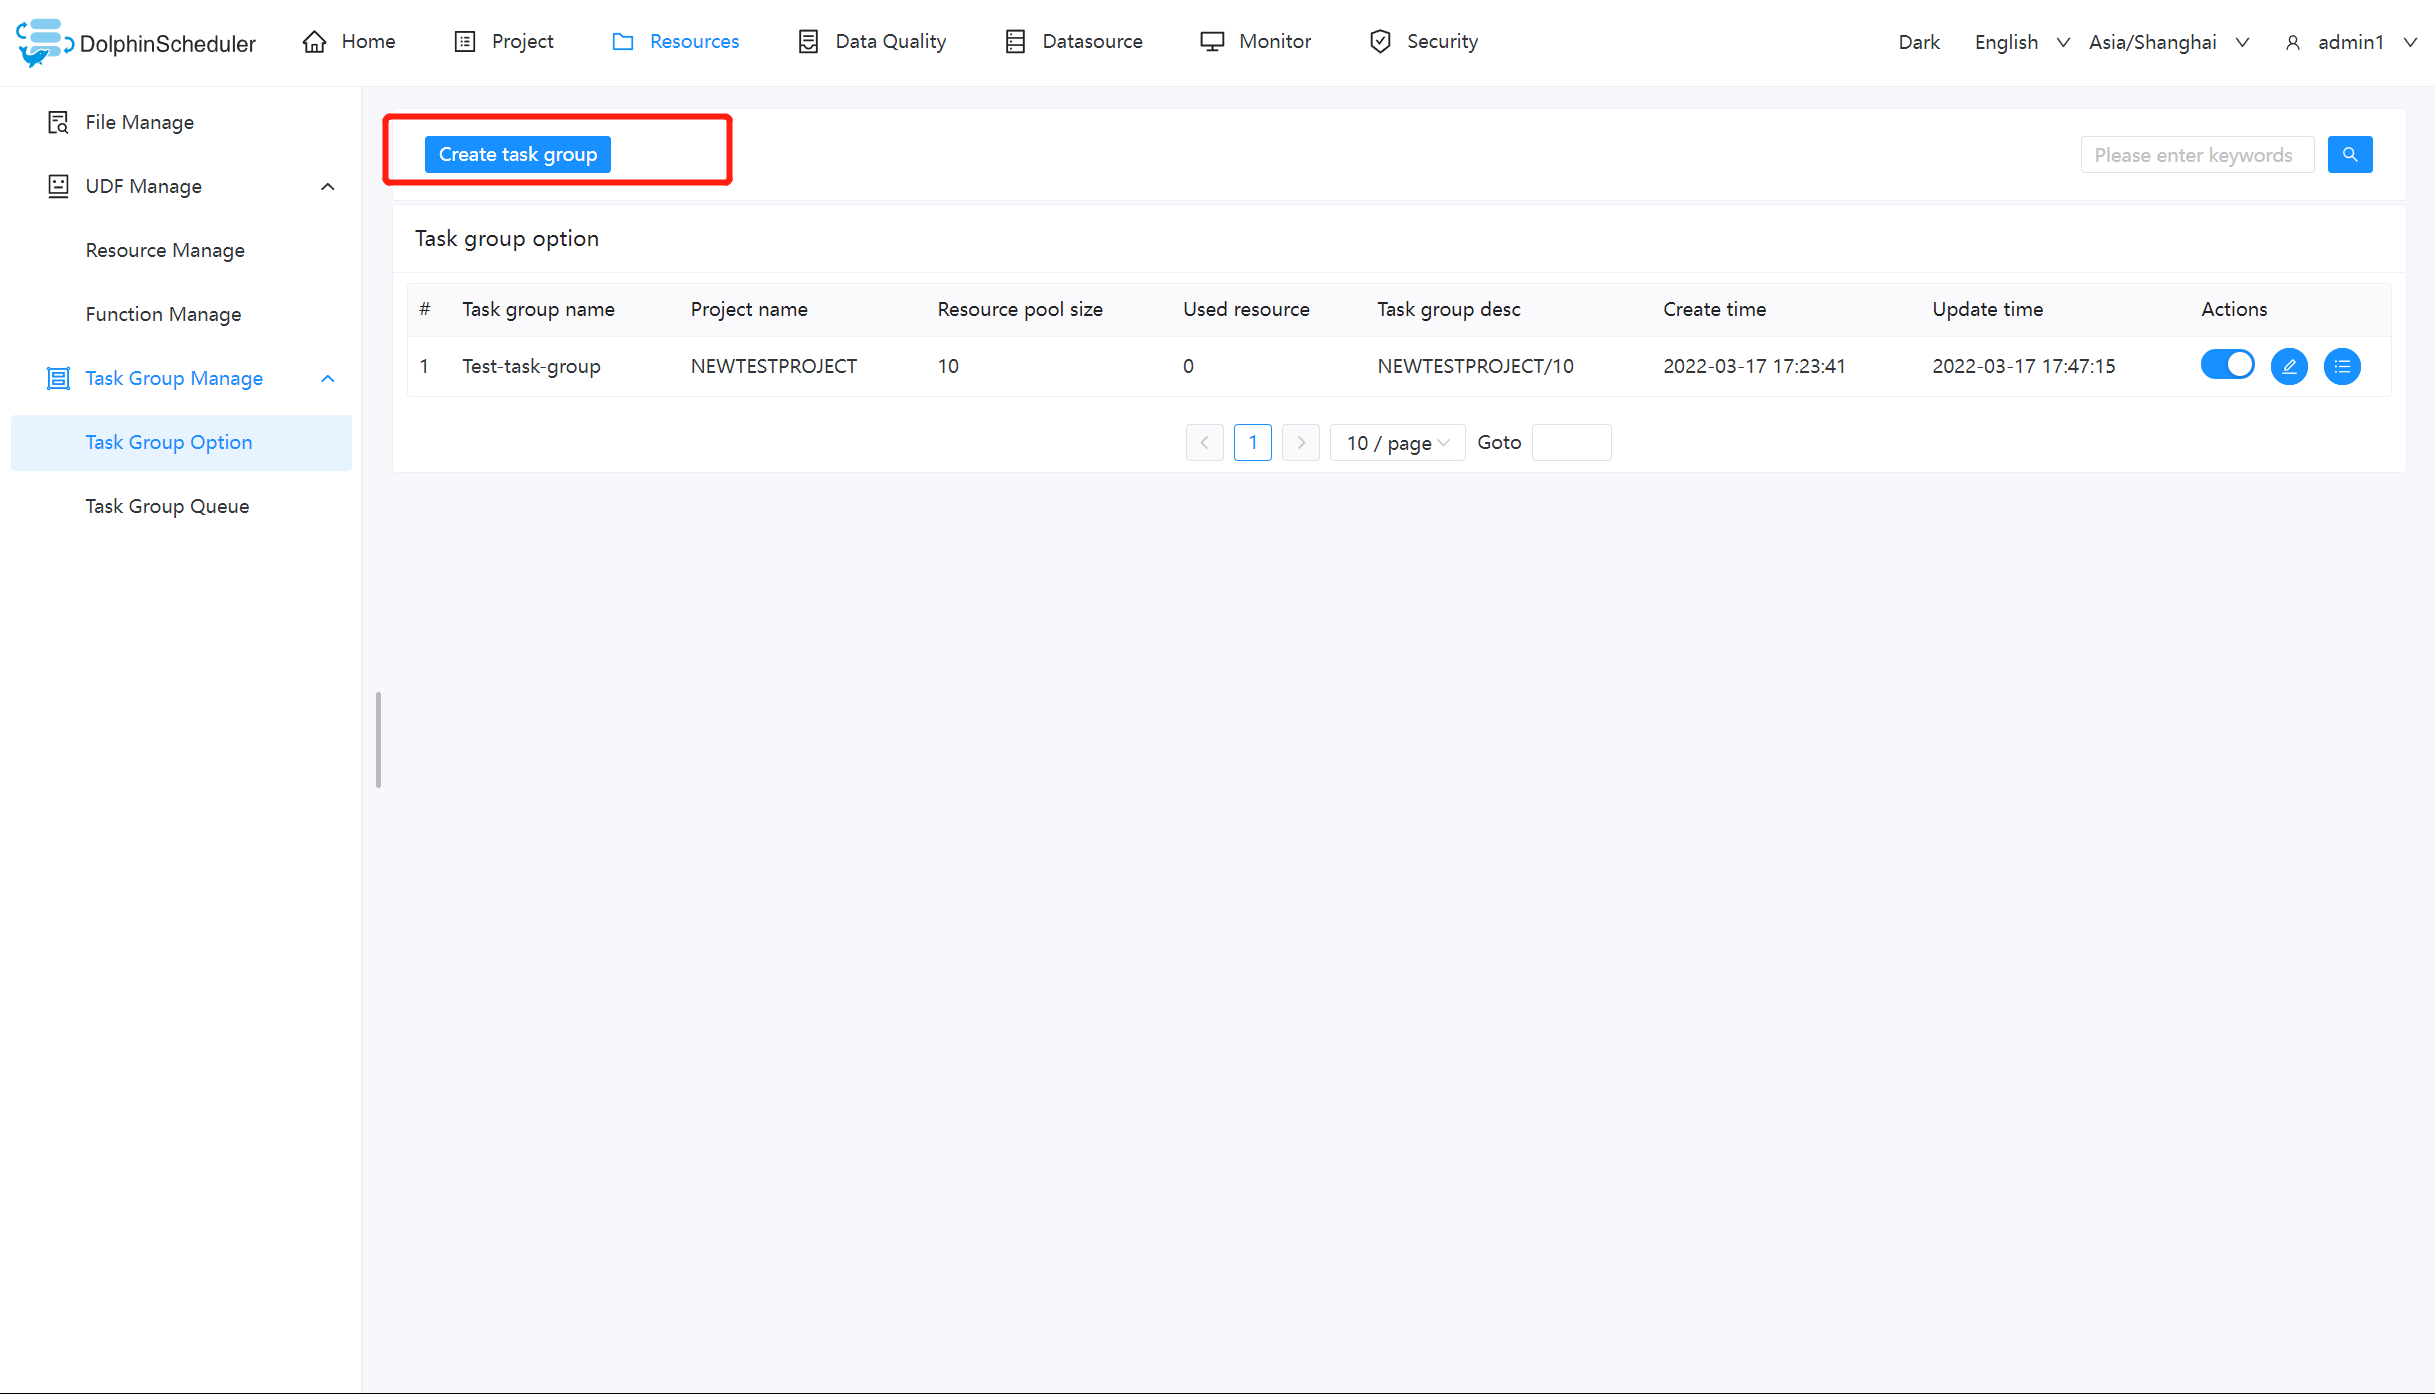 DolphinScheduler Home Project Resources Data Quality Datasource Monitor Security Dark English Asia/Shanghai admin1
File Manage
UDF Manage
Resource Manage
Function Manage
Task Group Manage
Task Group Option
Task Group Queue
Create task group Please enter keywords
Task group option
# Task group name Project name Resource pool size Used resource Task group desc Create time Update time Actions
1 Test-task-group NEWTESTPROJECT 10 0 NEWTESTPROJECT/10 2022-03-17 17:23:41 2022-03-17 17:47:15
1 10 / page Goto